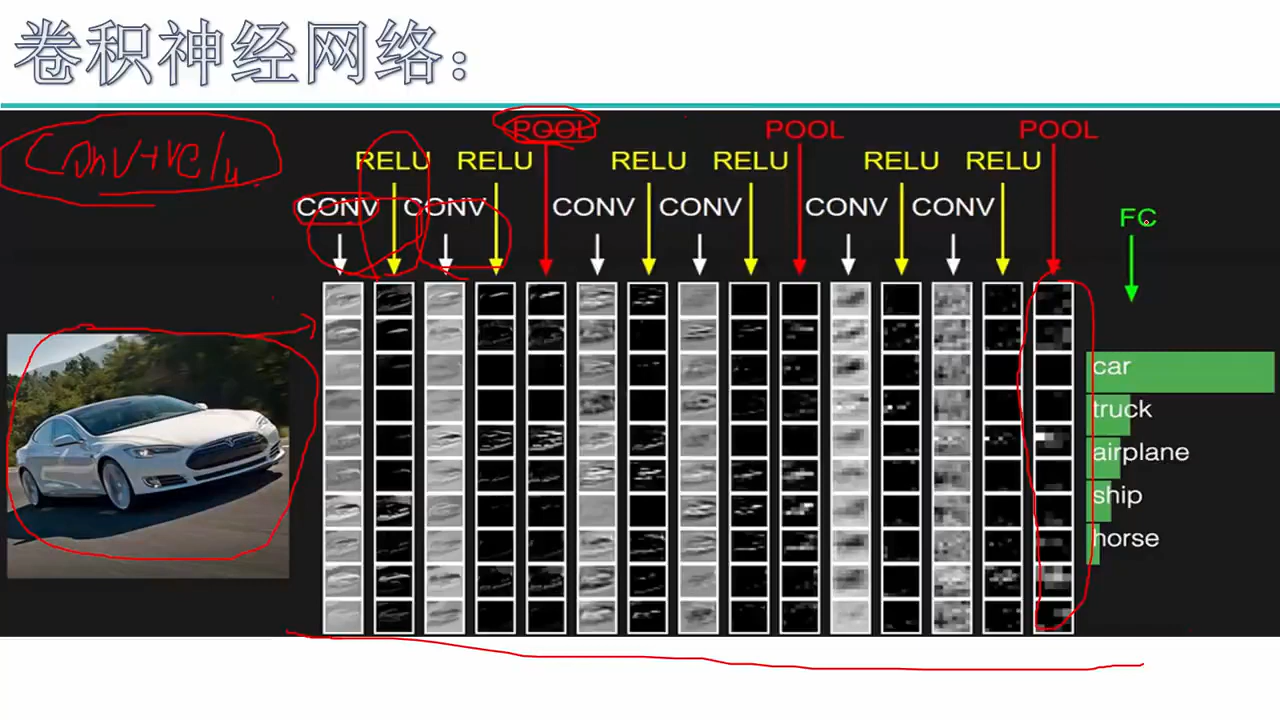 卷积神经网络：
conv+relu
POOL POOL POOL
RELU RELU RELU RELU RELU RELU
CONV CONV CONV CONV CONV CONV
FC
car
truck
airplane
ship
horse